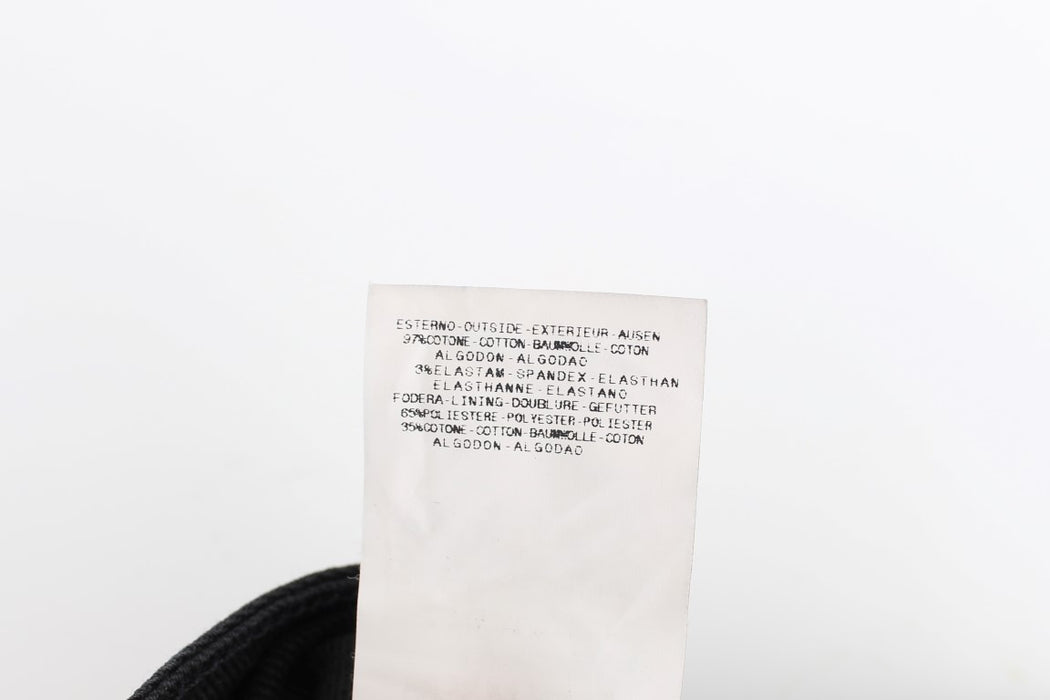 ESTERNO-OUTSIDE-EXTERIEUR-AUSEN
97%COTONE-COTTON-BAUMWOLLE-COTON
ALGODON-ALGODAO
3%ELASTAM-SPANDEX-ELASTHAN
ELASTHANNE-ELASTANO
FODERA-LINING-DOUBLURE-GEFUTTER
65%POLIESTERE-POLYESTER-POLIESTER
35%COTONE-COTTON-BAUMWOLLE-COTON
ALGODON-ALGODAO